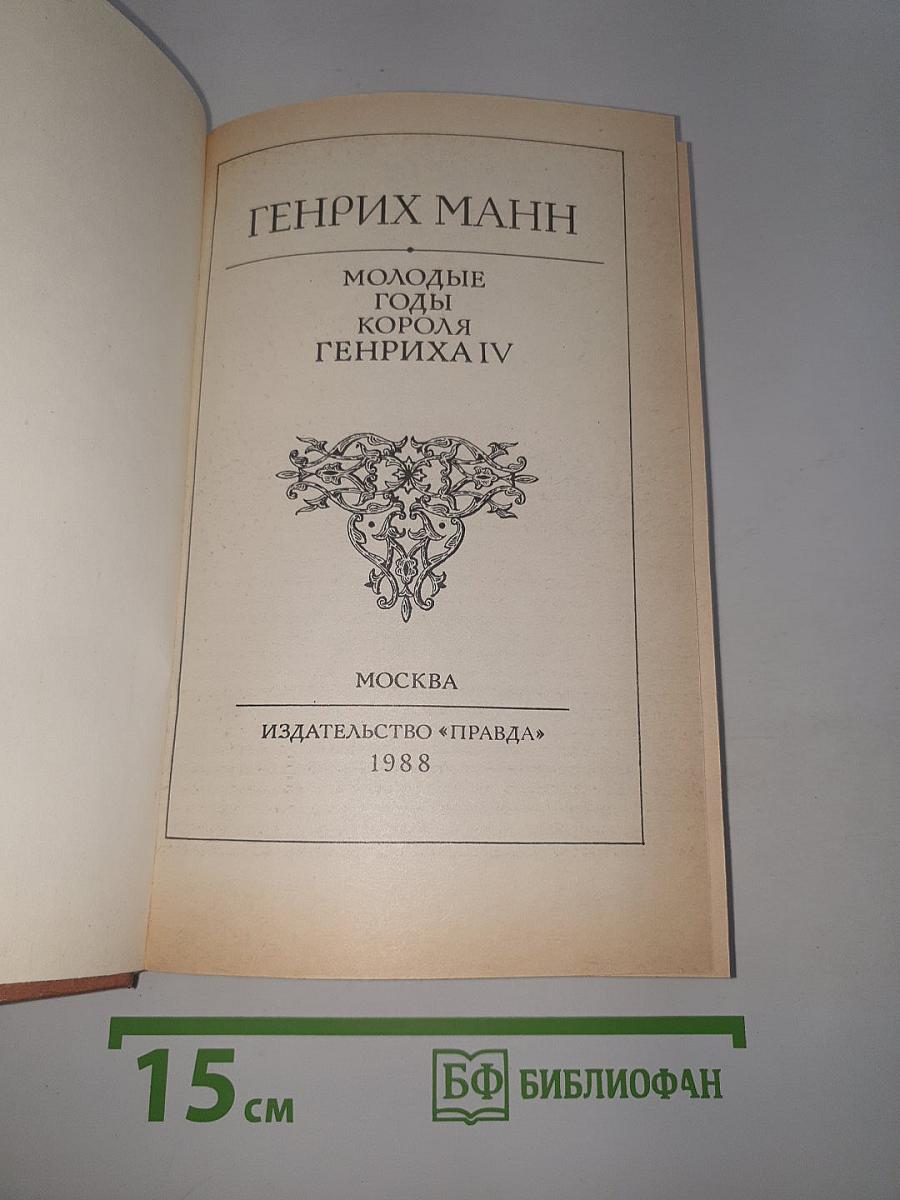 ГЕНРИХ МАНН
МОЛОДЫЕ
ГОДЫ
КОРОЛЯ
ГЕНРИХА IV
МОСКВА
ИЗДАТЕЛЬСТВО «ПРАВДА»
1988
15 см
БФ БИБЛИОФАН